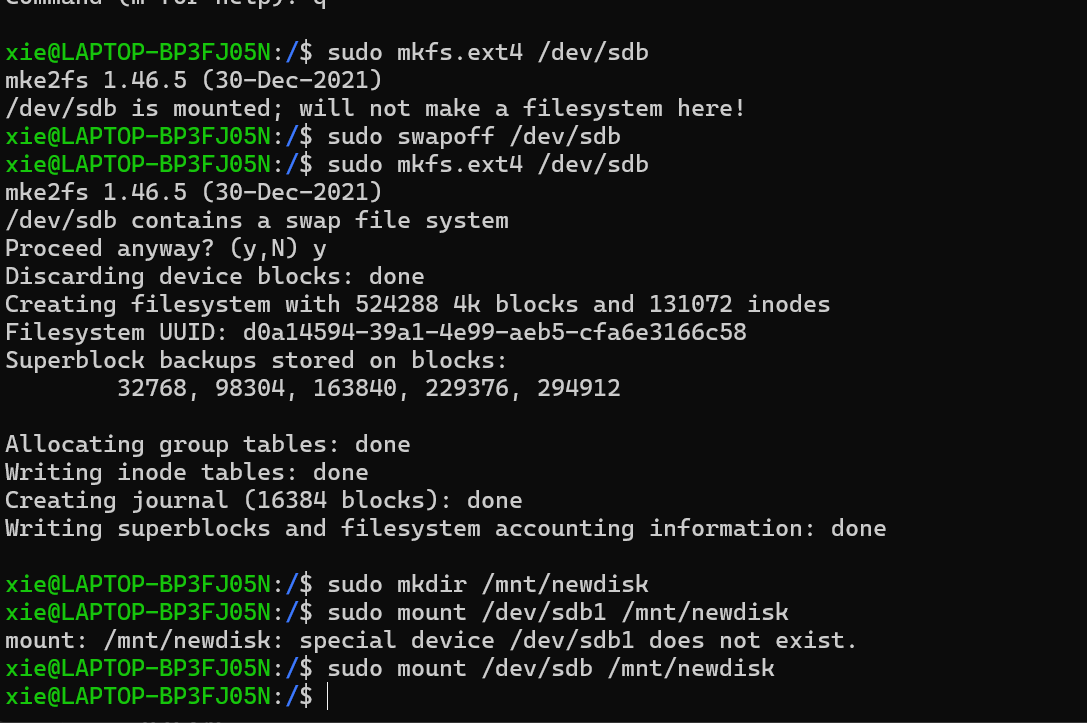 command (m for help): q
xie@LAPTOP-BP3FJ05N:/$ sudo mkfs.ext4 /dev/sdb
mke2fs 1.46.5 (30-Dec-2021)
/dev/sdb is mounted; will not make a filesystem here!
xie@LAPTOP-BP3FJ05N:/$ sudo swapoff /dev/sdb
xie@LAPTOP-BP3FJ05N:/$ sudo mkfs.ext4 /dev/sdb
mke2fs 1.46.5 (30-Dec-2021)
/dev/sdb contains a swap file system
Proceed anyway? (y,N) y
Discarding device blocks: done
Creating filesystem with 524288 4k blocks and 131072 inodes
Filesystem UUID: d0a14594-39a1-4e99-aeb5-cfa6e3166c58
Superblock backups stored on blocks:
        32768, 98304, 163840, 229376, 294912
Allocating group tables: done
Writing inode tables: done
Creating journal (16384 blocks): done
Writing superblocks and filesystem accounting information: done
xie@LAPTOP-BP3FJ05N:/$ sudo mkdir /mnt/newdisk
xie@LAPTOP-BP3FJ05N:/$ sudo mount /dev/sdb1 /mnt/newdisk
mount: /mnt/newdisk: special device /dev/sdb1 does not exist.
xie@LAPTOP-BP3FJ05N:/$ sudo mount /dev/sdb /mnt/newdisk
xie@LAPTOP-BP3FJ05N:/$